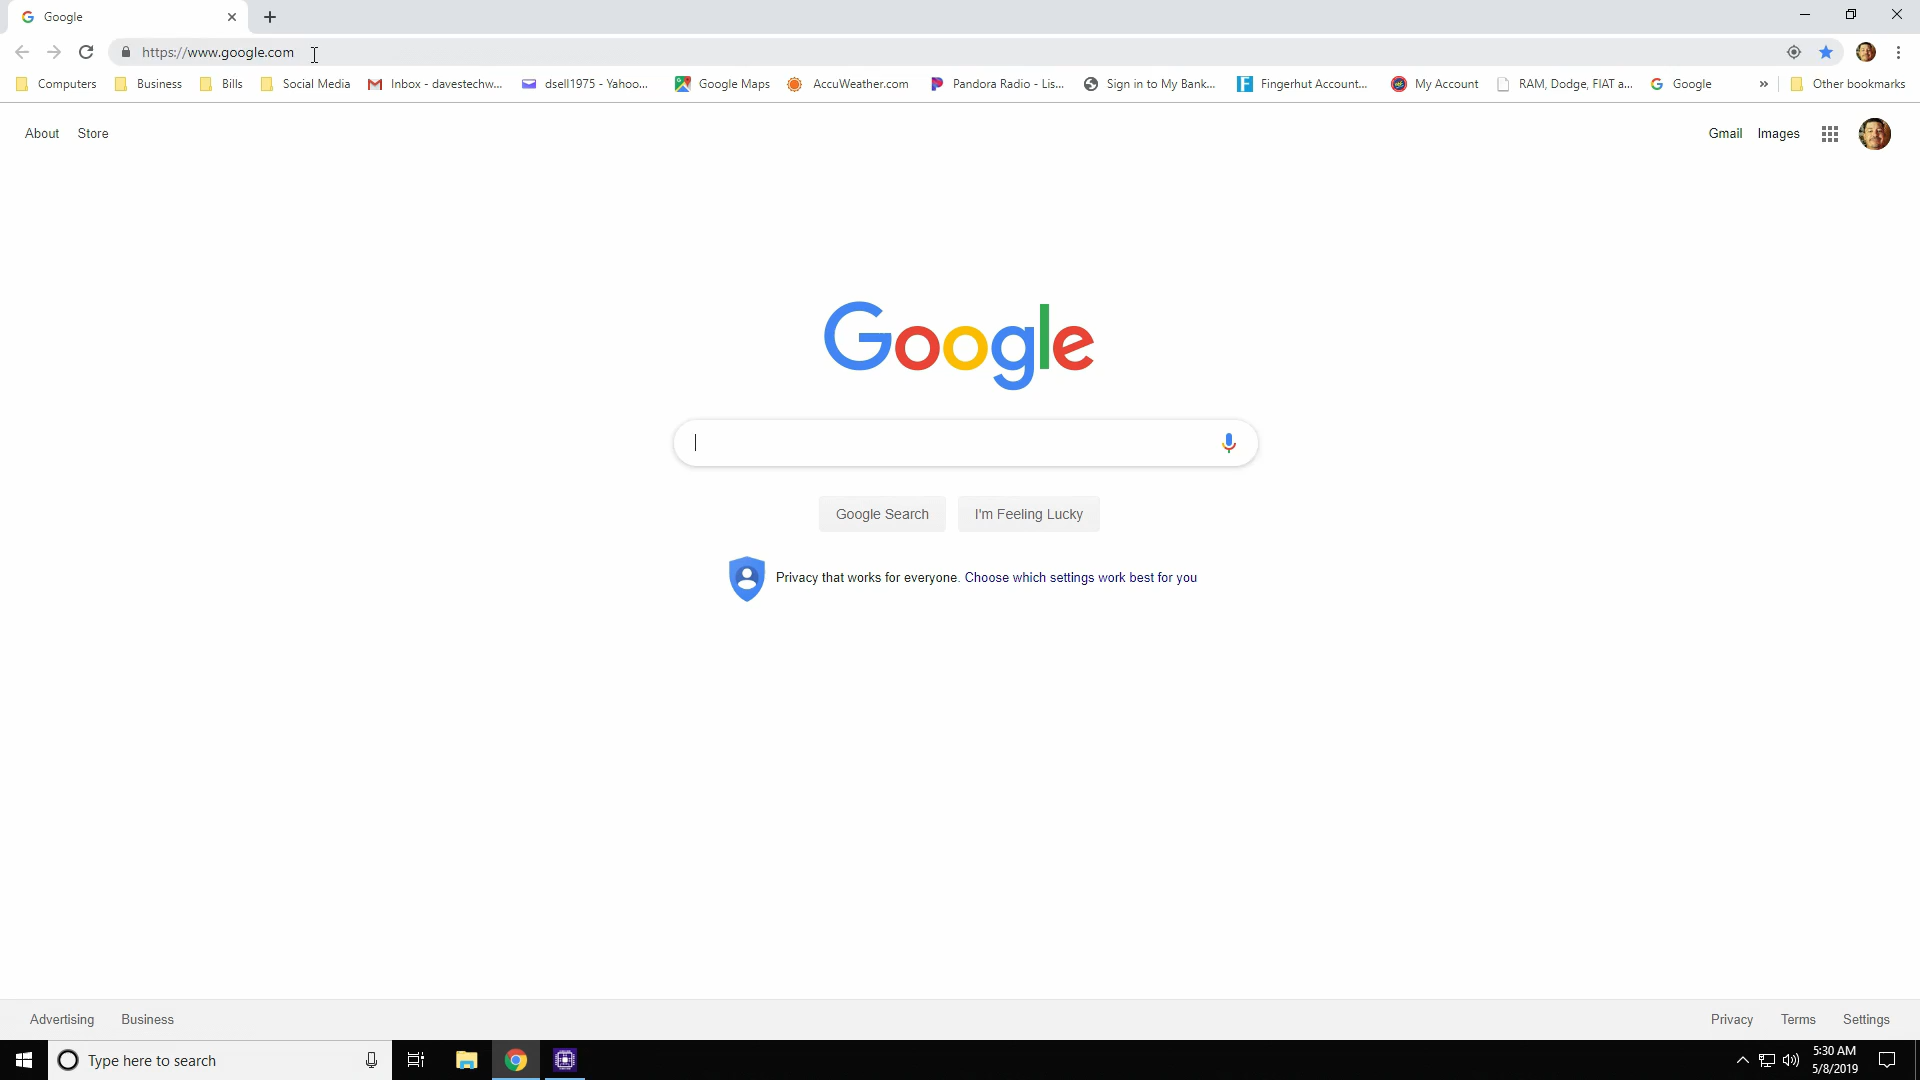 Google
https://www.google.com
Computers Business Bills Social Media Inbox - davestechw... dsell1975 - Yahoo... Google Maps AccuWeather.com Pandora Radio - Lis... Sign in to My Bank... Fingerhut Account... My Account RAM, Dodge, FIAT a... Google » Other bookmarks
About Store Gmail Images
Google
Google Search I'm Feeling Lucky
Privacy that works for everyone. Choose which settings work best for you
Advertising Business Privacy Terms Settings
Type here to search 5:30 AM
5/8/2019